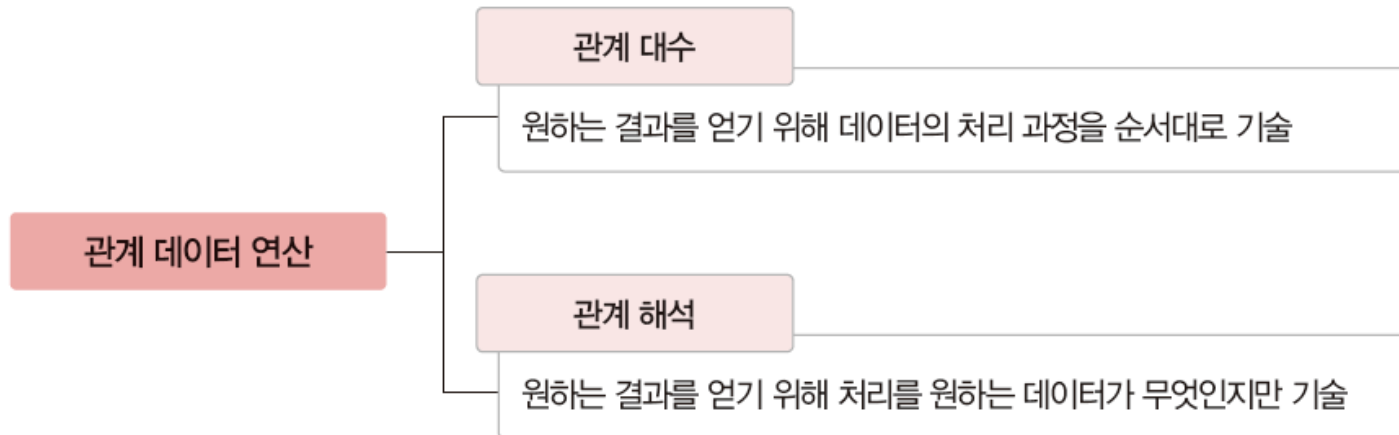 관계 대수
원하는 결과를 얻기 위해 데이터의 처리 과정을 순서대로 기술
관계 데이터 연산
관계 해석
원하는 결과를 얻기 위해 처리를 원하는 데이터가 무엇인지만 기술